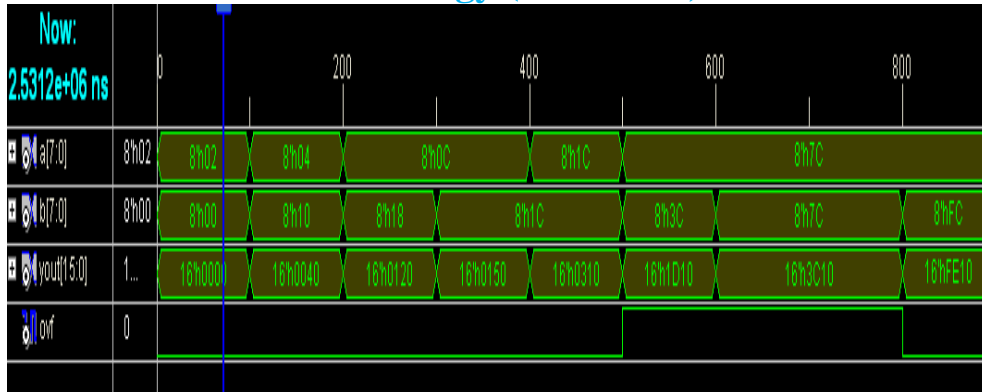 Now:
2.5312e+06 ns
0 200 400 600 800
a[7:0] 8'h02 8'h02 8'h04 8'h0C 8'h1C 8'h7C
b[7:0] 8'h00 8'h00 8'h10 8'h18 8'h1C 8'h3C 8'h7C 8'hFC
yout[15:0] 1... 16'h0000 16'h0040 16'h0120 16'h0150 16'h0310 16'h1D10 16'h3C10 16'hFE10
ovf 0